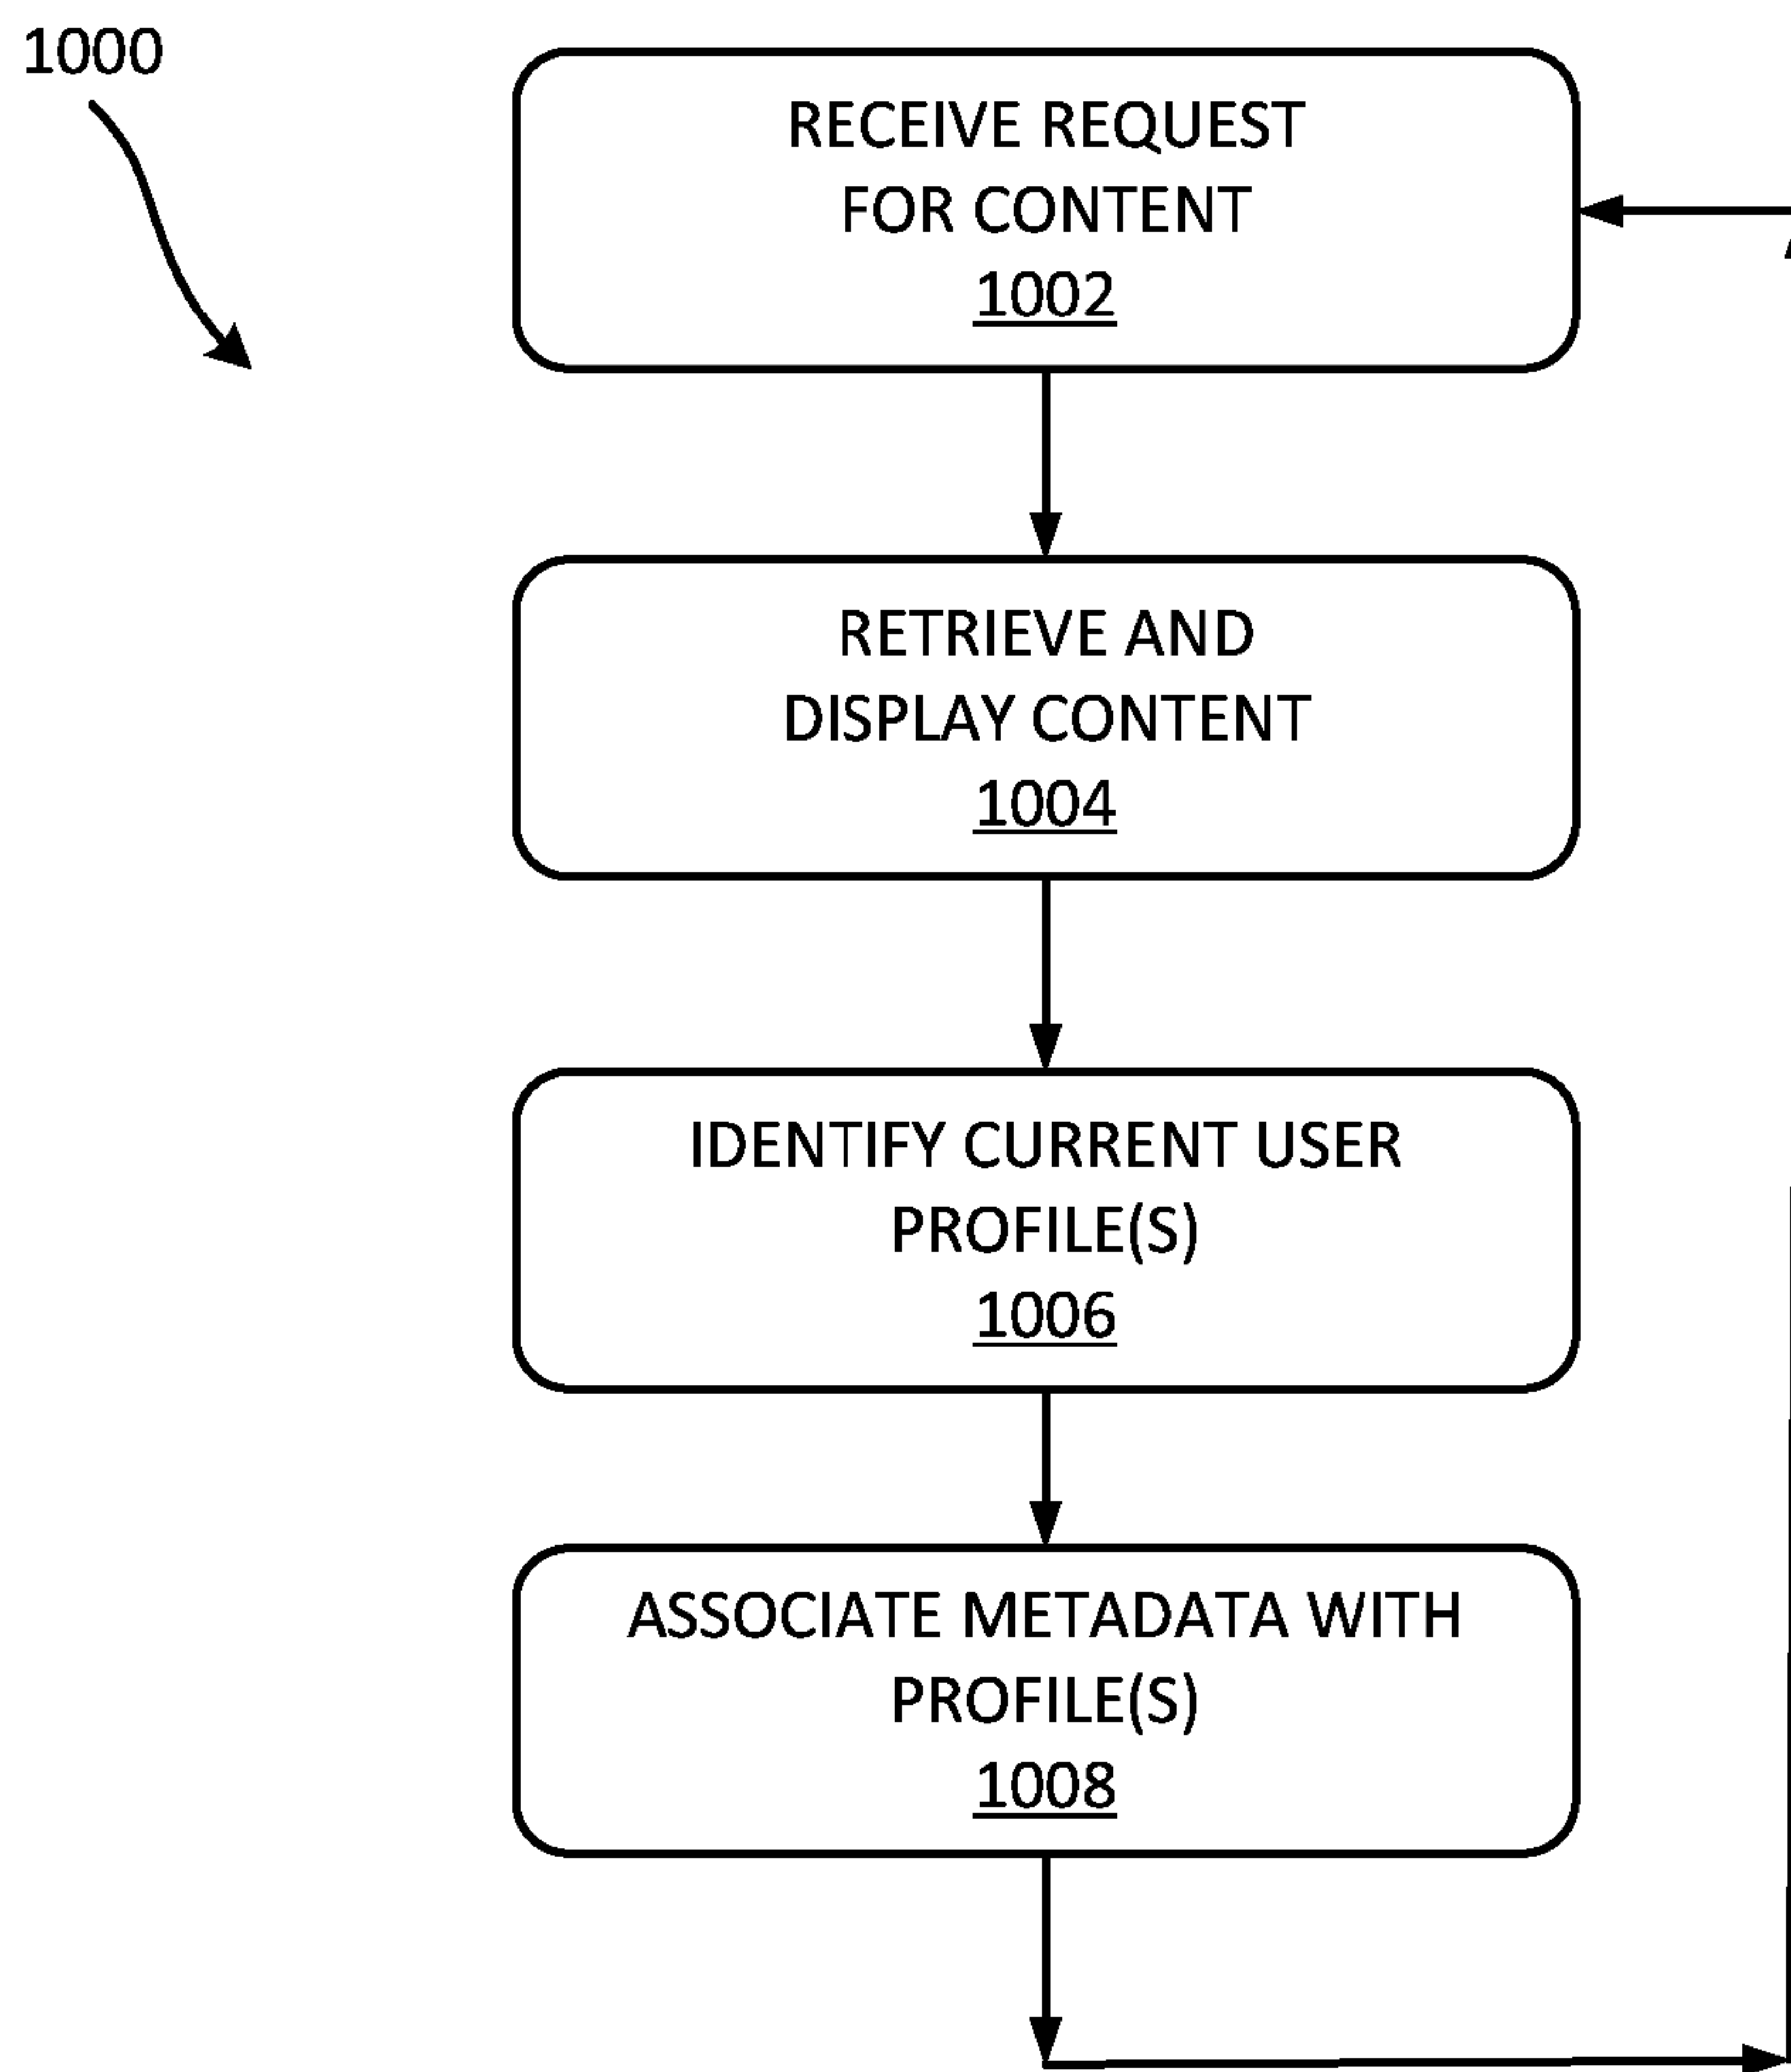 1000
RECEIVE REQUEST
FOR CONTENT
1002
RETRIEVE AND
DISPLAY CONTENT
1004
IDENTIFY CURRENT USER
PROFILE(S)
1006
ASSOCIATE METADATA WITH
PROFILE(S)
1008